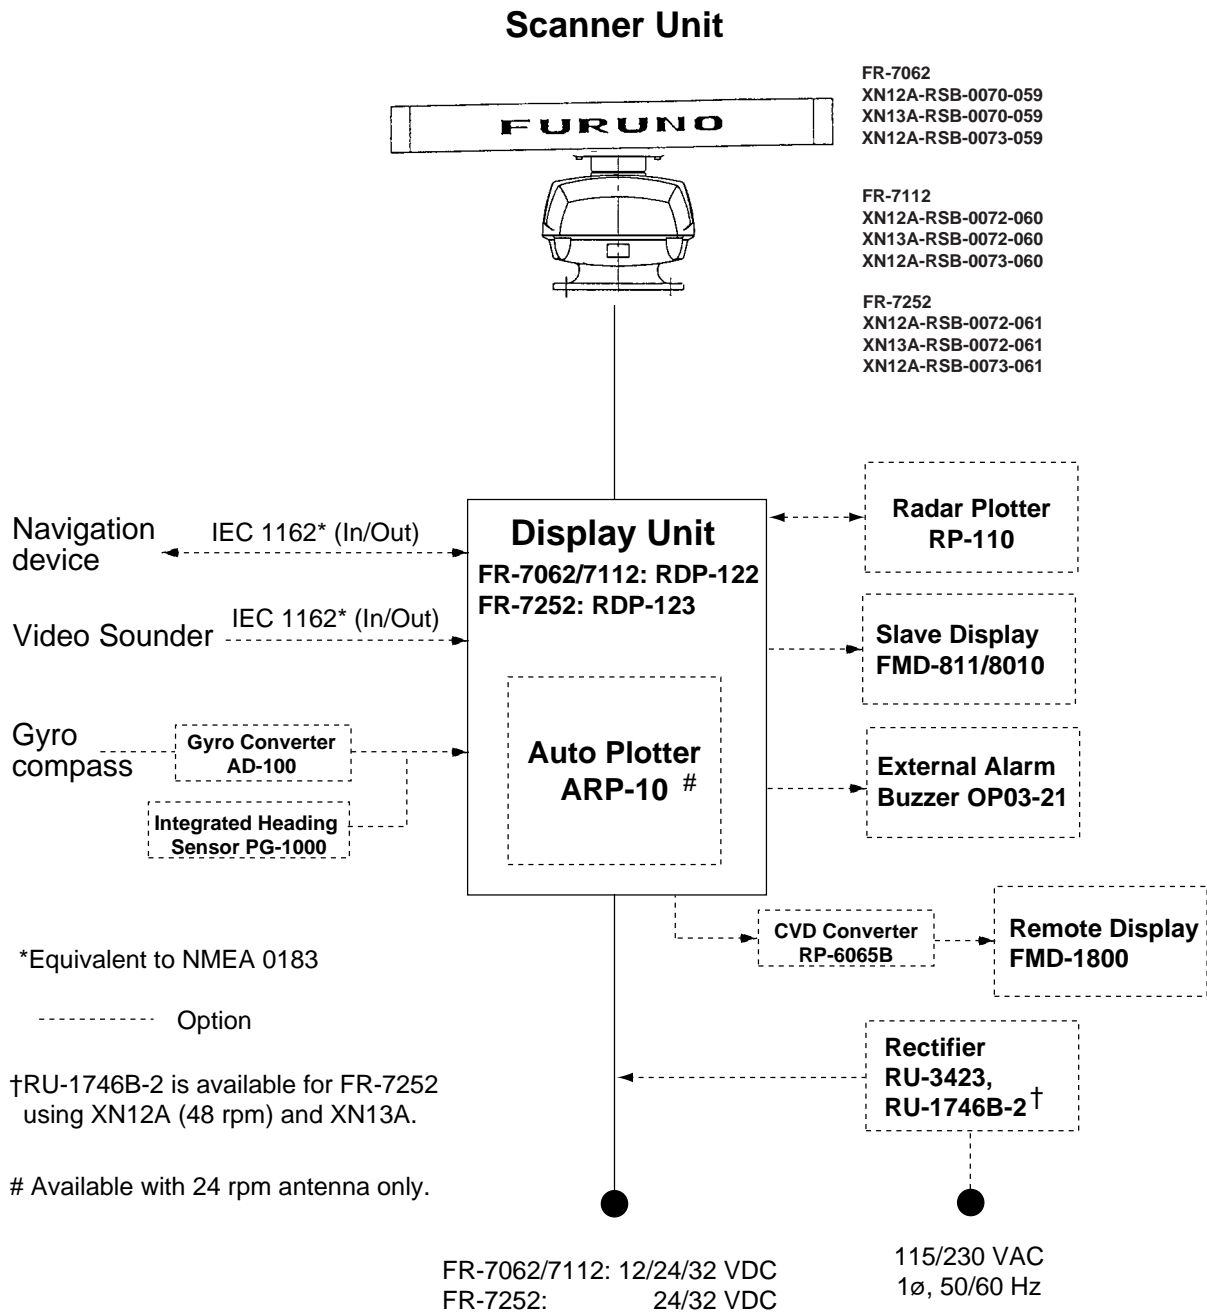 Scanner Unit
FURUNO
FR-7062
XN12A-RSB-0070-059
XN13A-RSB-0070-059
XN12A-RSB-0073-059
FR-7112
XN12A-RSB-0072-060
XN13A-RSB-0072-060
XN12A-RSB-0073-060
FR-7252
XN12A-RSB-0072-061
XN13A-RSB-0072-061
XN12A-RSB-0073-061
Navigation
device
IEC 1162* (In/Out)
Video Sounder
IEC 1162* (In/Out)
Gyro
compass
Gyro Converter
AD-100
Integrated Heading
Sensor PG-1000
Display Unit
FR-7062/7112: RDP-122
FR-7252: RDP-123
Auto Plotter
ARP-10 #
Radar Plotter
RP-110
Slave Display
FMD-811/8010
External Alarm
Buzzer OP03-21
CVD Converter
RP-6065B
Remote Display
FMD-1800
Rectifier
RU-3423,
RU-1746B-2†
*Equivalent to NMEA 0183
Option
†RU-1746B-2 is available for FR-7252
using XN12A (48 rpm) and XN13A.
# Available with 24 rpm antenna only.
FR-7062/7112: 12/24/32 VDC
FR-7252: 24/32 VDC
115/230 VAC
1ø, 50/60 Hz